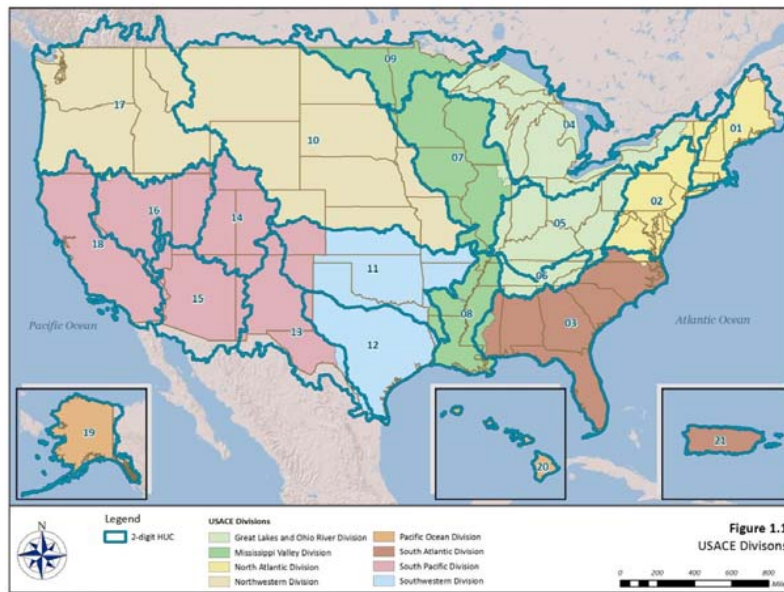 09
17
10
04
01
07
02
16
14
05
18
11
06
15
08
03
Pacific Ocean
Atlantic Ocean
13
12
19
20
21
N
Legend
2-digit HUC
USACE Divisions
Great Lakes and Ohio River Division
Mississippi Valley Division
North Atlantic Division
Northwestern Division
Pacific Ocean Division
South Atlantic Division
South Pacific Division
Southwestern Division
Figure 1.1
USACE Divisons
0
200
400
600
800